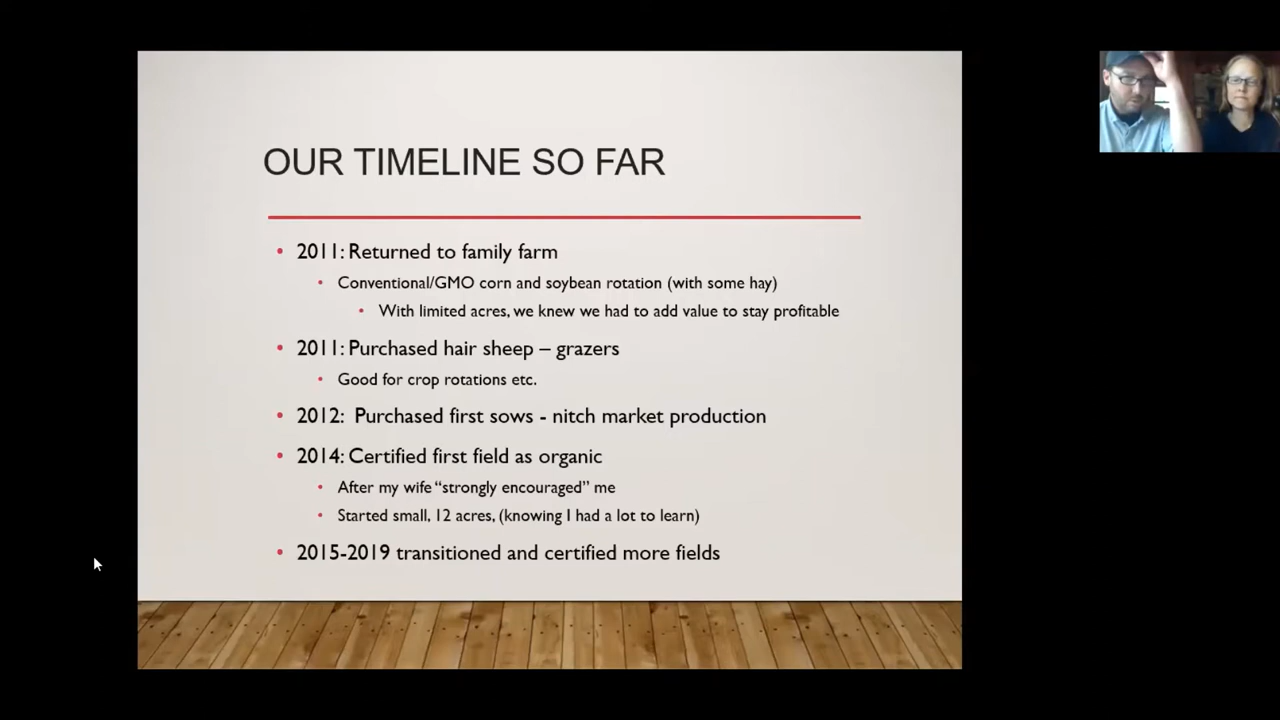 OUR TIMELINE SO FAR
• 2011: Returned to family farm
• Conventional/GMO corn and soybean rotation (with some hay)
• With limited acres, we knew we had to add value to stay profitable
• 2011: Purchased hair sheep – grazers
• Good for crop rotations etc.
• 2012: Purchased first sows - nitch market production
• 2014: Certified first field as organic
• After my wife “strongly encouraged” me
• Started small, 12 acres, (knowing I had a lot to learn)
• 2015-2019 transitioned and certified more fields